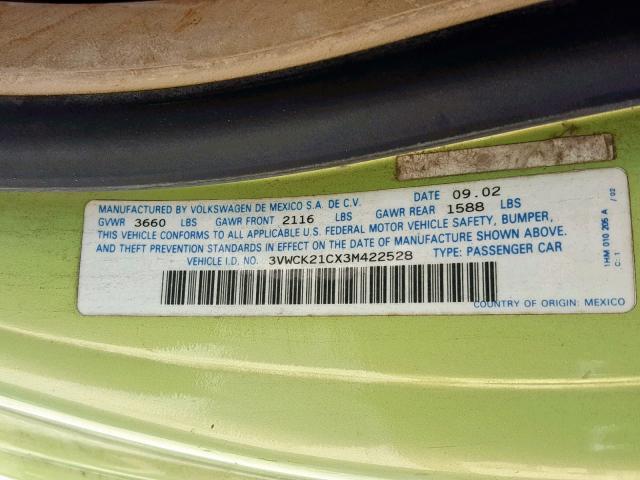 MANUFACTURED BY VOLKSWAGEN DE MEXICO S.A. DE C.V. DATE 09.02
GVWR 3660 LBS GAWR FRONT 2116 LBS GAWR REAR 1588 LBS
THIS VEHICLE CONFORMS TO ALL APPLICABLE U.S. FEDERAL MOTOR VEHICLE SAFETY, BUMPER,
AND THEFT PREVENTION STANDARDS IN EFFECT ON THE DATE OF MANUFACTURE SHOWN ABOVE.
VEHICLE I.D. NO. 3VWCK21CX3M422528 TYPE: PASSENGER CAR
COUNTRY OF ORIGIN: MEXICO
1HM 010 205 A / 02
C:1